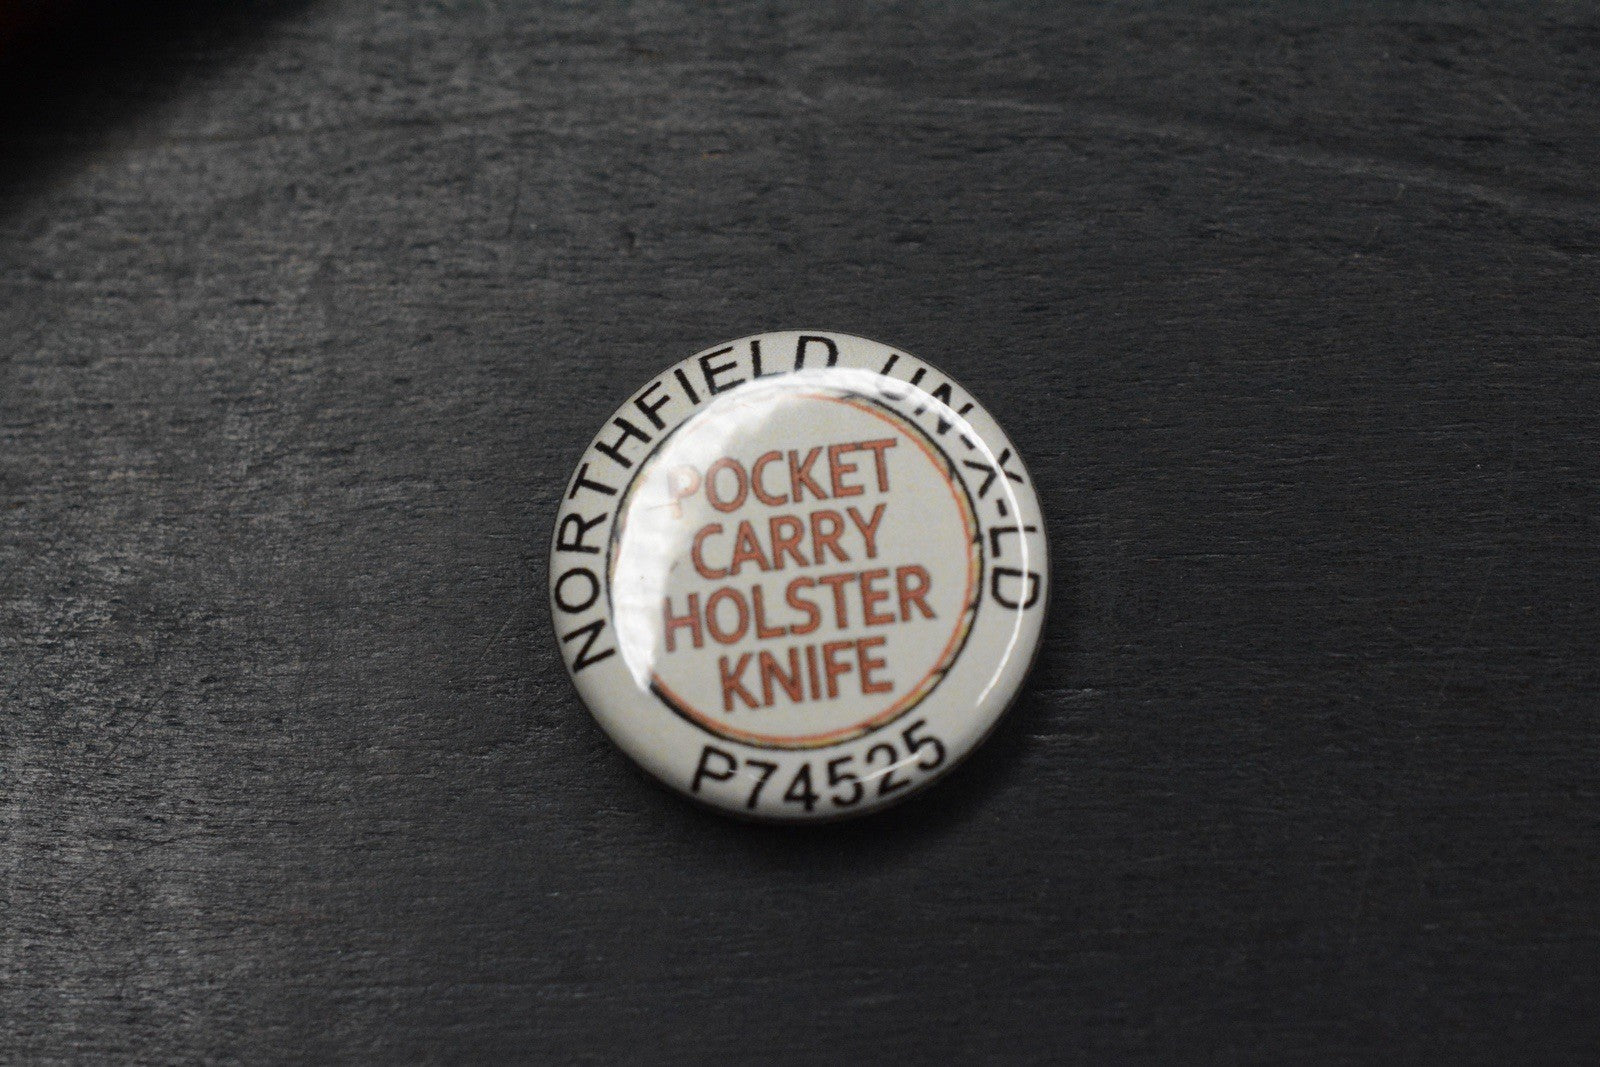 NORTHFIELD UN-X-LD
POCKET
CARRY
HOLSTER
KNIFE
P74525